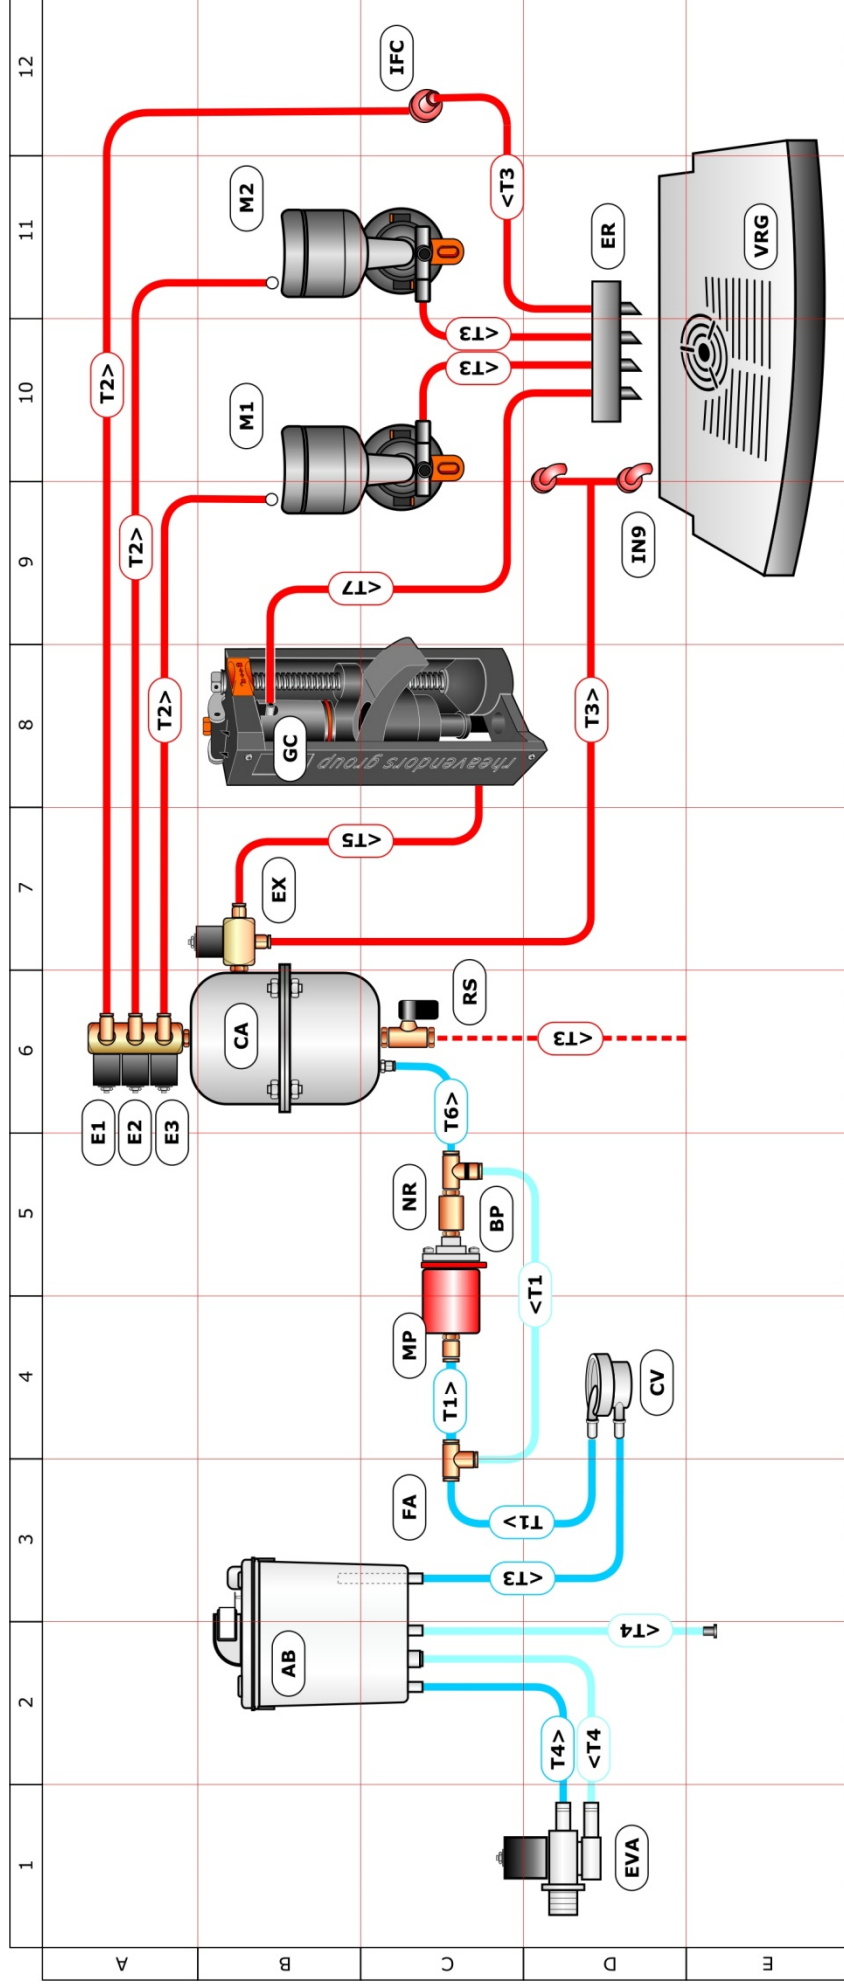 1 2 3 4 5 6 7 8 9 10 11 12
A
B
C
D
E
E1
E2
E3
T2>
T2>
T2>
AB
CA
EX
GC
rheavendors group
M1
M2
IFC
FA
MP
NR
BP
RS
T1>
T6>
<T5
<T7
<T3
<T3
<T3
<T3
T1>
<T1
<T3
T3>
T4>
<T4
<T4
EVA
CV
IN9
ER
VRG